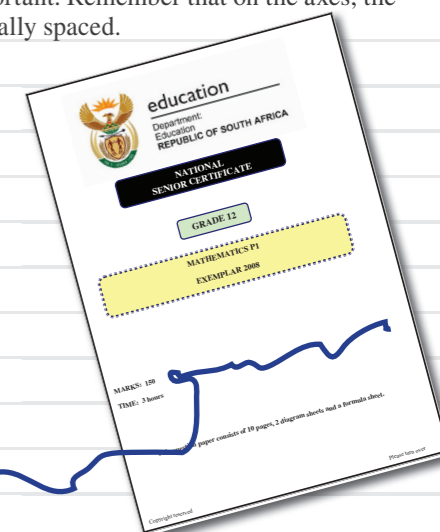 ortant. Remember that on the axes, the
ally spaced.
education
Department:
Education
REPUBLIC OF SOUTH AFRICA
NATIONAL
SENIOR CERTIFICATE
GRADE 12
MATHEMATICS P1
EXEMPLAR 2008
MARKS: 150
TIME: 3 hours
paper consists of 10 pages, 2 diagram sheets and a formula sheet.
Copyright reserved
Please turn over